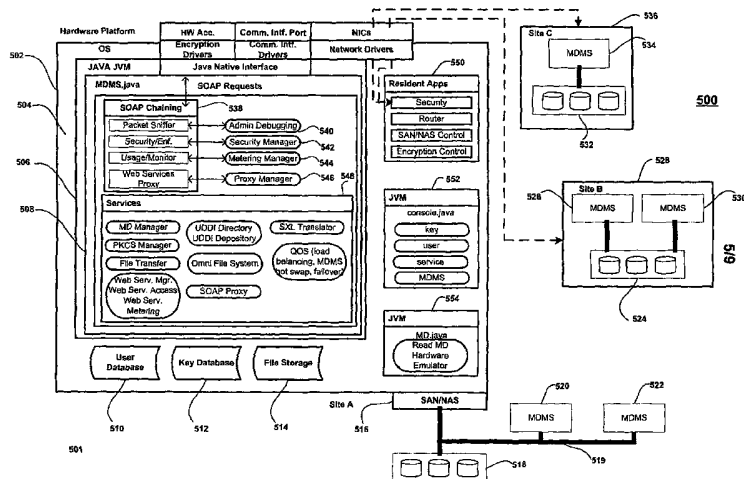 Hardware Platform
HW Acc.
Comm. Intf. Port
NICs
OS
Encryption Drivers
Comm. Intf. Drivers
Network Drivers
JAVA JVM
Java Native Interface
MDMS.java
SOAP Requests
SOAP Chaining
538
Packet Sniffer
Admin Debugging
540
Security/Enf.
Security Manager
542
Usage/Monitor
Metering Manager
544
Web Services Proxy
Proxy Manager
546
548
Services
MD Manager
UDDI Directory
UDDI Depository
SXL Translator
PKCS Manager
File Transfer
Omni File System
QOS (load balancing, MDMS hot swap, failover)
Web Serv. Mgr.
Web Serv. Access
Web Serv. Metering
SOAP Proxy
User Database
Key Database
File Storage
510
512
514
502
504
506
508
501
550
Resident Apps
Security
Router
SAN/NAS Control
Encryption Control
552
JVM
console.java
key
user
service
MDMS
554
JVM
MD.java
Read MD Hardware Emulator
Site A
SAN/NAS
516
518
519
520
MDMS
522
MDMS
Site C
536
MDMS
534
532
500
528
Site B
526
MDMS
MDMS
530
524
5/9